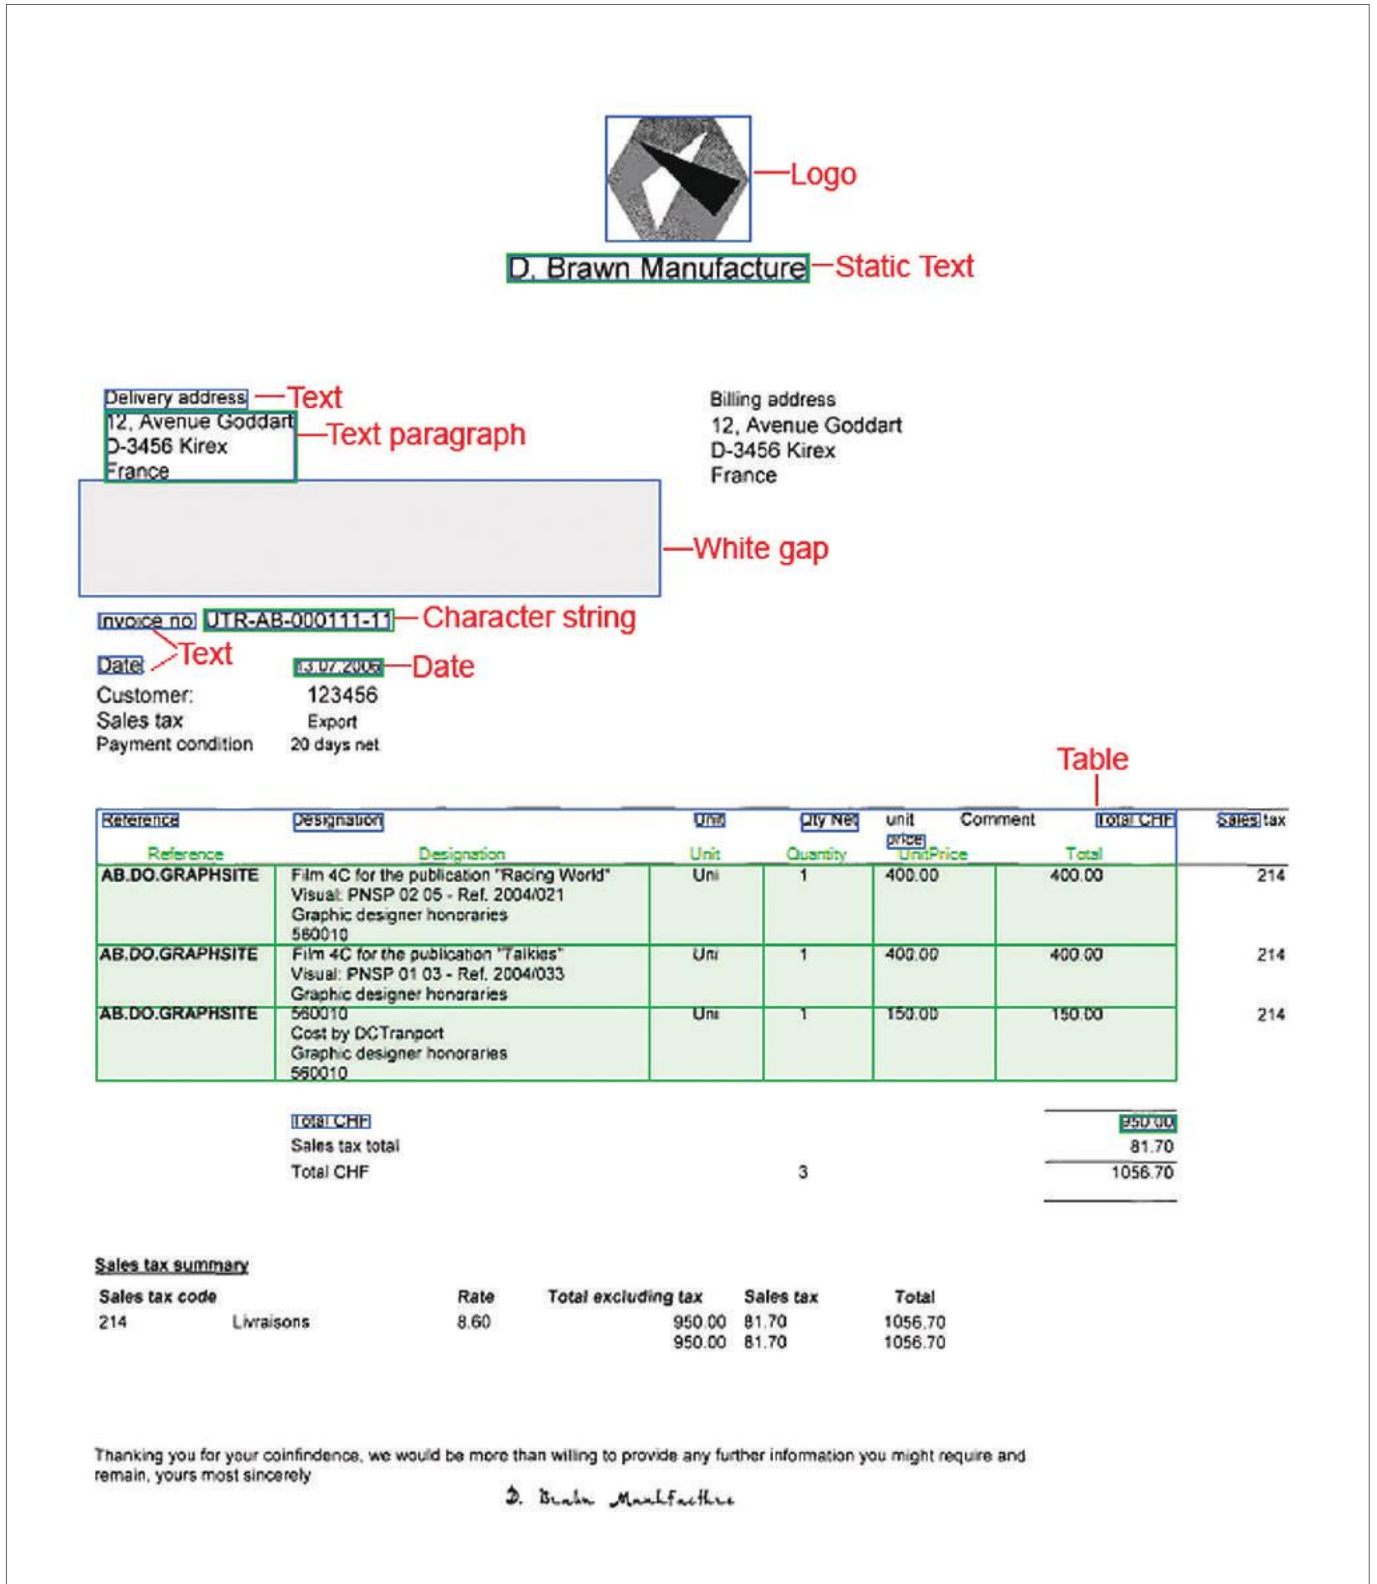 Logo
D. Brawn Manufacture Static Text
Delivery address Text
12, Avenue Goddart
D-3456 Kirex
France
Text paragraph
Billing address
12, Avenue Goddart
D-3456 Kirex
France
White gap
Invoice no UTR-AB-000111-11 Character string
Text
Date 13.07.2006 Date
Customer: 123456
Sales tax Export
Payment condition 20 days net
Table
Reference Designation Unit Qty Net unit price Comment Total CHF Sales tax
Reference Designation Unit Quantity UnitPrice Total
AB.DO.GRAPHSITE Film 4C for the publication "Racing World" Uni 1 400.00 400.00 214
Visual: PNSP 02 05 - Ref. 2004/021
Graphic designer honoraries
560010
AB.DO.GRAPHSITE Film 4C for the publication "Talkies" Uni 1 400.00 400.00 214
Visual: PNSP 01 03 - Ref. 2004/033
Graphic designer honoraries
AB.DO.GRAPHSITE 560010 Uni 1 150.00 150.00 214
Cost by DCTranport
Graphic designer honoraries
560010
Total CHF 950.00
Sales tax total 81.70
Total CHF 3 1056.70
Sales tax summary
Sales tax code Rate Total excluding tax Sales tax Total
214 Livraisons 8.60 950.00 81.70 1056.70
950.00 81.70 1056.70
Thanking you for your coinfindence, we would be more than willing to provide any further information you might require and
remain, yours most sincerely